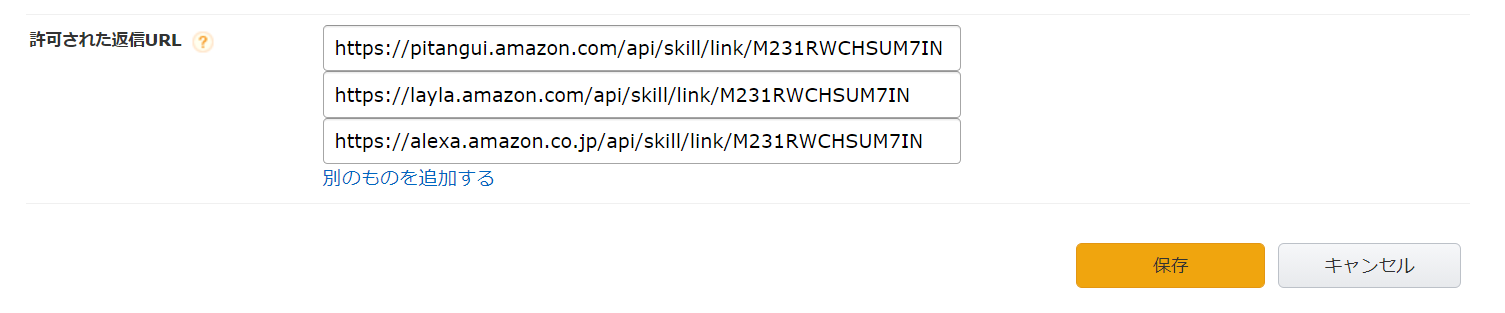 許可された返信URL ?
https://pitangui.amazon.com/api/skill/link/M231RWCHSUM7IN
https://layla.amazon.com/api/skill/link/M231RWCHSUM7IN
https://alexa.amazon.co.jp/api/skill/link/M231RWCHSUM7IN
別のものを追加する
保存 キャンセル